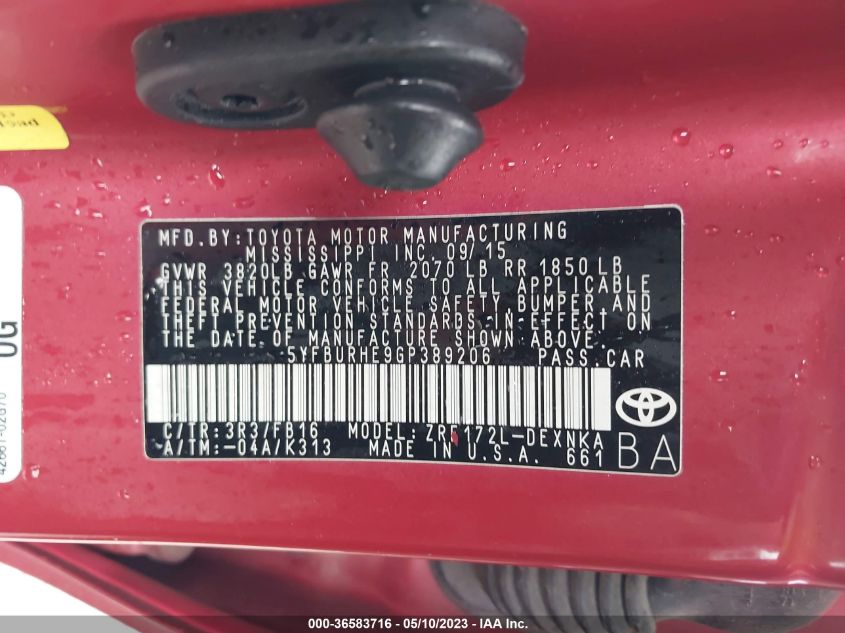 MFD.BY:TOYOTA MOTOR MANUFACTURING
MISSISSIPPI INC. 09/15
GVWR 3820LB GAWR FR 2070 LB RR 1850 LB
THIS VEHICLE CONFORMS TO ALL APPLICABLE
FEDERAL MOTOR VEHICLE SAFETY, BUMPER AND
THEFT PREVENTION STANDARDS IN EFFECT ON
THE DATE OF MANUFACTURE SHOWN ABOVE.
5YFBURHE9GP389206 PASS.CAR
C/TR:3R3/FB16 MODEL:ZRE172L-DEXNKA
A/TM:-04A/K313 MADE IN U.S.A. 661
BA
42661-02G70
0G
000-36583716 - 05/10/2023 - IAA Inc.